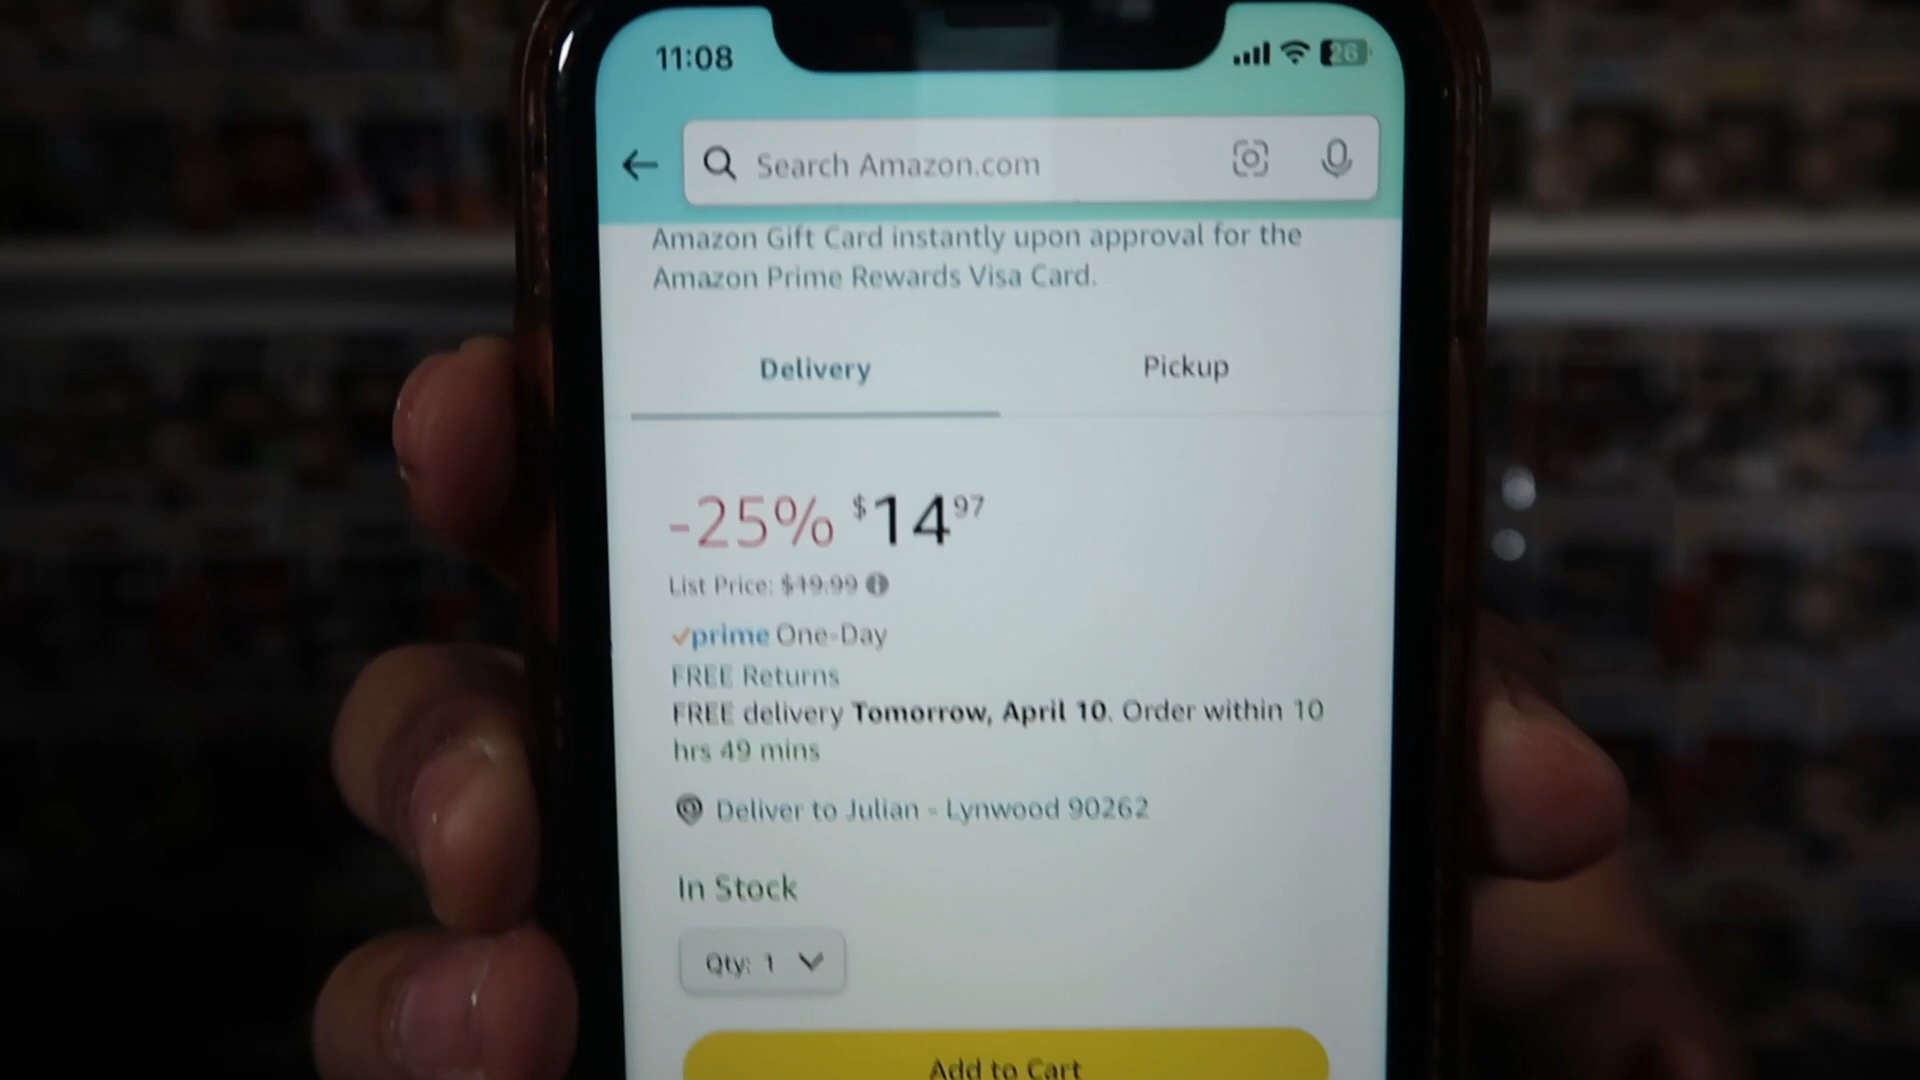 11:08
26
Search Amazon.com
Amazon Gift Card instantly upon approval for the
Amazon Prime Rewards Visa Card.
Delivery
Pickup
-25% $14 97
List Price: $19.99
prime One-Day
FREE Returns
FREE delivery Tomorrow, April 10. Order within 10
hrs 49 mins
Deliver to Julian - Lynwood 90262
In Stock
Qty: 1
Add to Cart